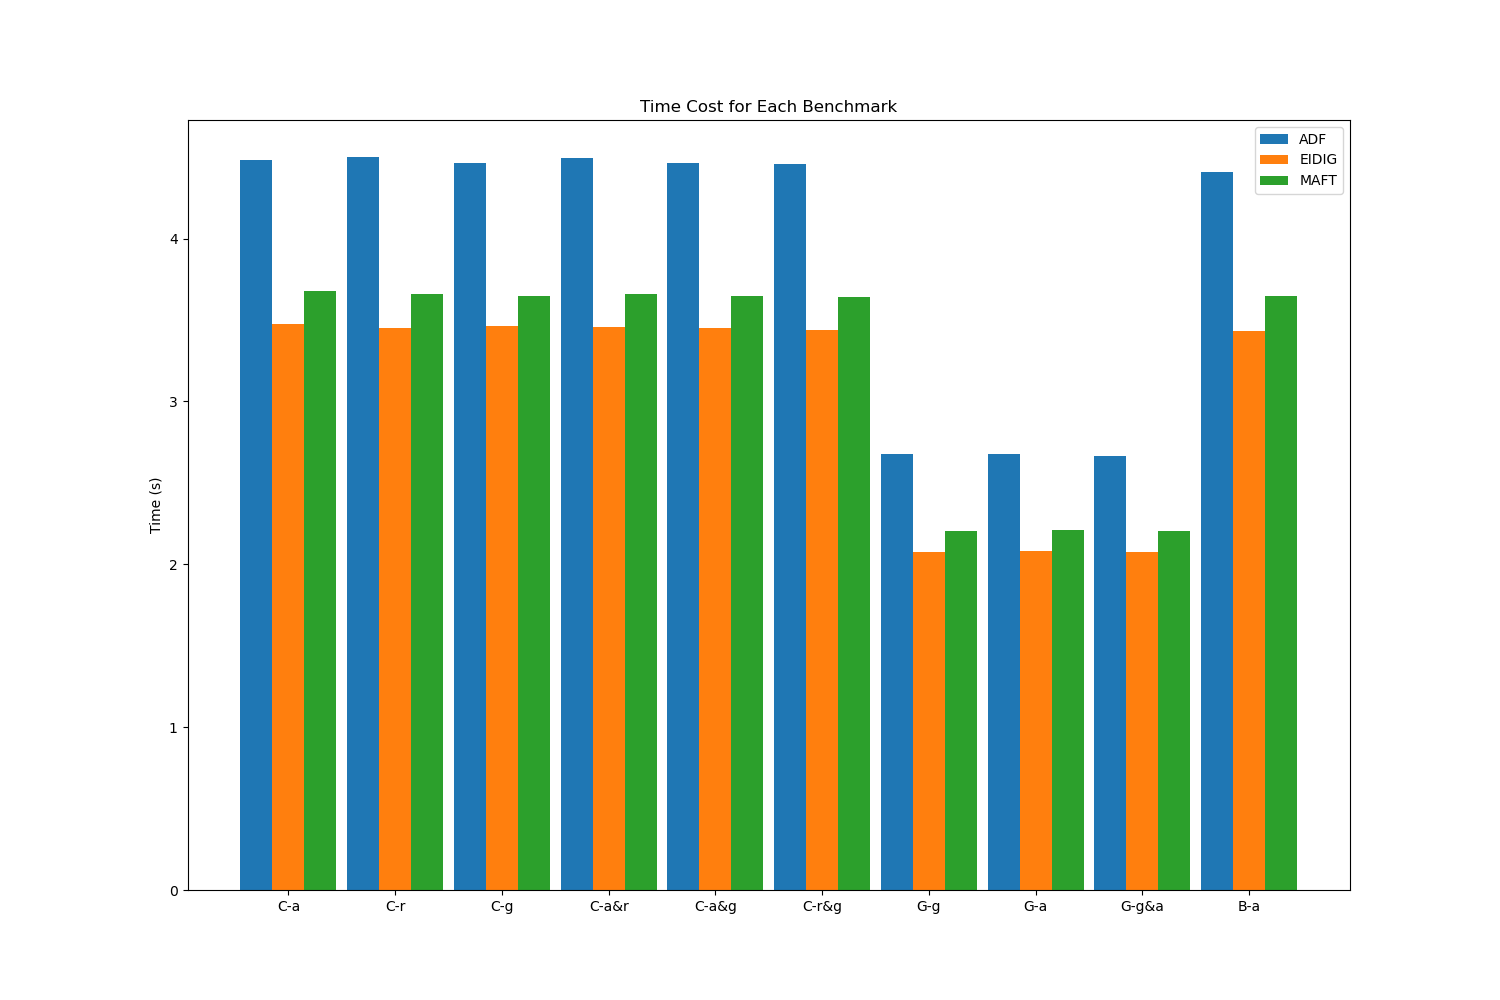 Time Cost for Each Benchmark
ADF
EIDIG
MAFT
4
3
2
1
0
Time (s)
C-a C-r C-g C-a&r C-a&g C-r&g G-g G-a G-g&a B-a